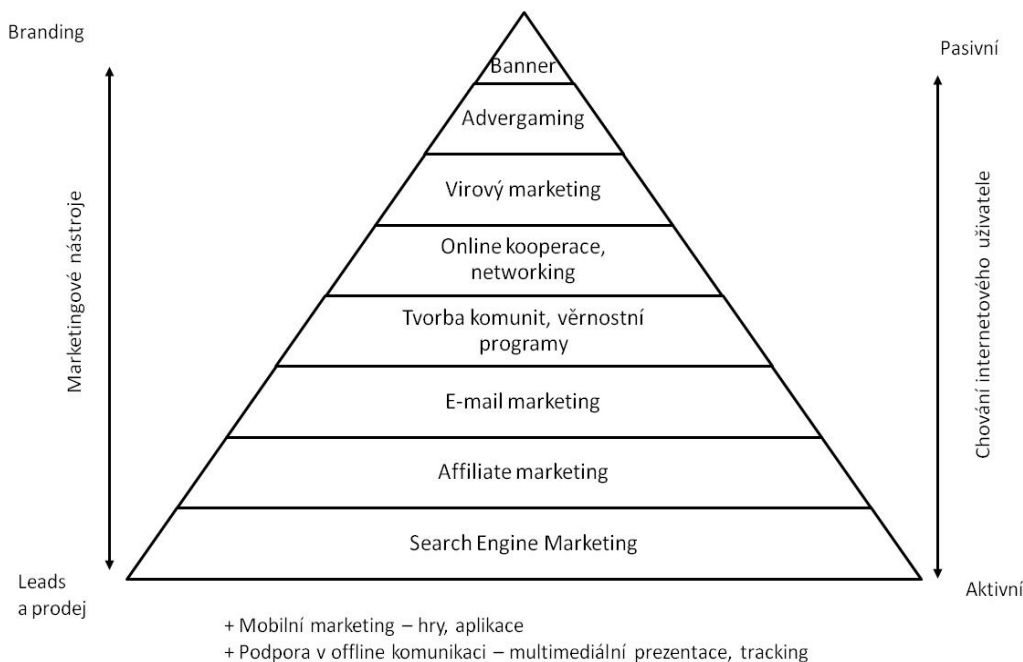 Branding
Pasivní
Banner
Advergaming
Virový marketing
Online kooperace,
networking
Tvorba komunit, věrnostní
programy
E-mail marketing
Affiliate marketing
Search Engine Marketing
Marketingové nástroje
Chování internetového uživatele
Leads
a prodej
Aktivní
+ Mobilní marketing – hry, aplikace
+ Podpora v offline komunikaci – multimediální prezentace, tracking